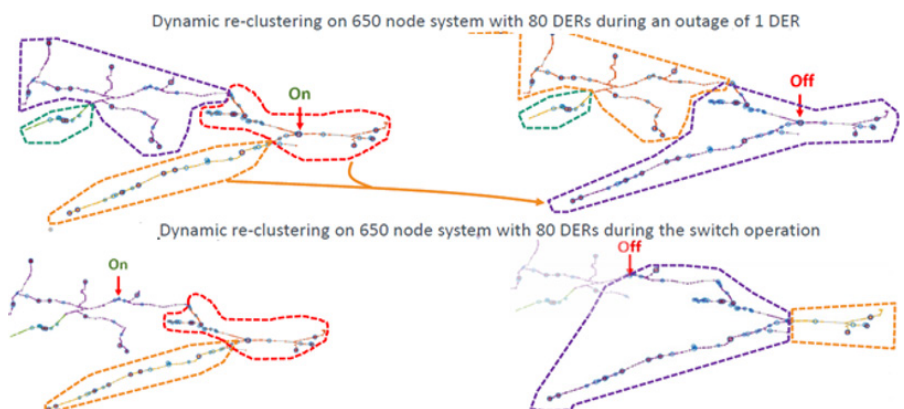 Dynamic re-clustering on 650 node system with 80 DERs during an outage of 1 DER
On
Off
Dynamic re-clustering on 650 node system with 80 DERs during the switch operation
On
Off